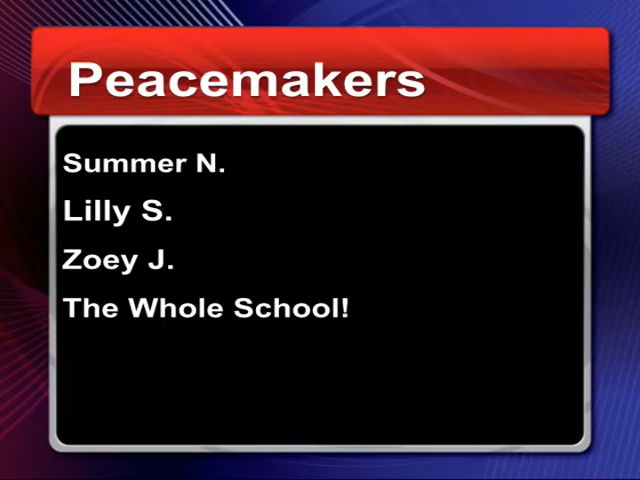 Peacemakers
Summer N.
Lilly S.
Zoey J.
The Whole School!